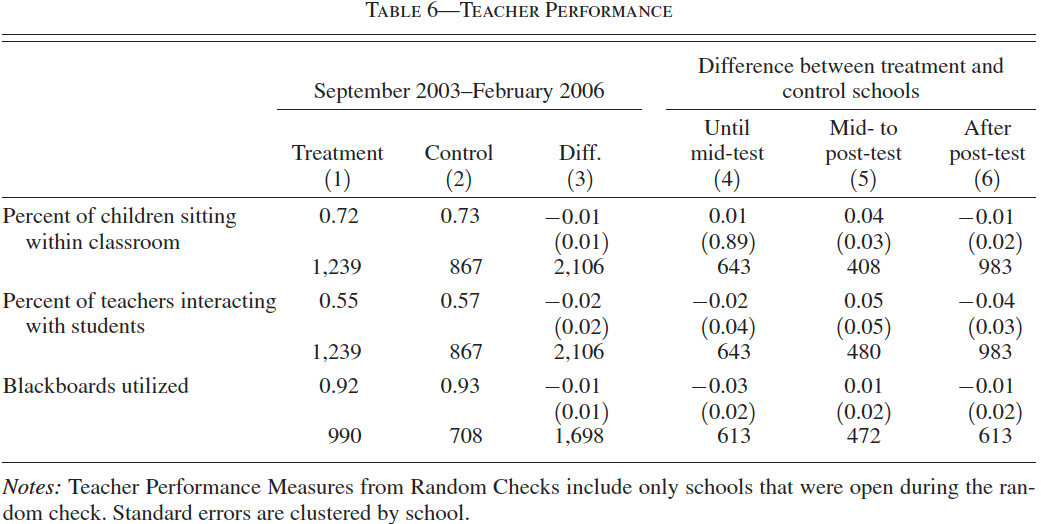 TABLE 6—TEACHER PERFORMANCE
September 2003–February 2006
Difference between treatment and control schools
Treatment (1) Control (2) Diff. (3) Until mid-test (4) Mid- to post-test (5) After post-test (6)
Percent of children sitting 0.72 0.73 −0.01 0.01 0.04 −0.01
within classroom (0.01) (0.89) (0.03) (0.02)
1,239 867 2,106 643 408 983
Percent of teachers interacting 0.55 0.57 −0.02 −0.02 0.05 −0.04
with students (0.02) (0.04) (0.05) (0.03)
1,239 867 2,106 643 480 983
Blackboards utilized 0.92 0.93 −0.01 −0.03 0.01 −0.01
(0.01) (0.02) (0.02) (0.02)
990 708 1,698 613 472 613
Notes: Teacher Performance Measures from Random Checks include only schools that were open during the ran-
dom check. Standard errors are clustered by school.